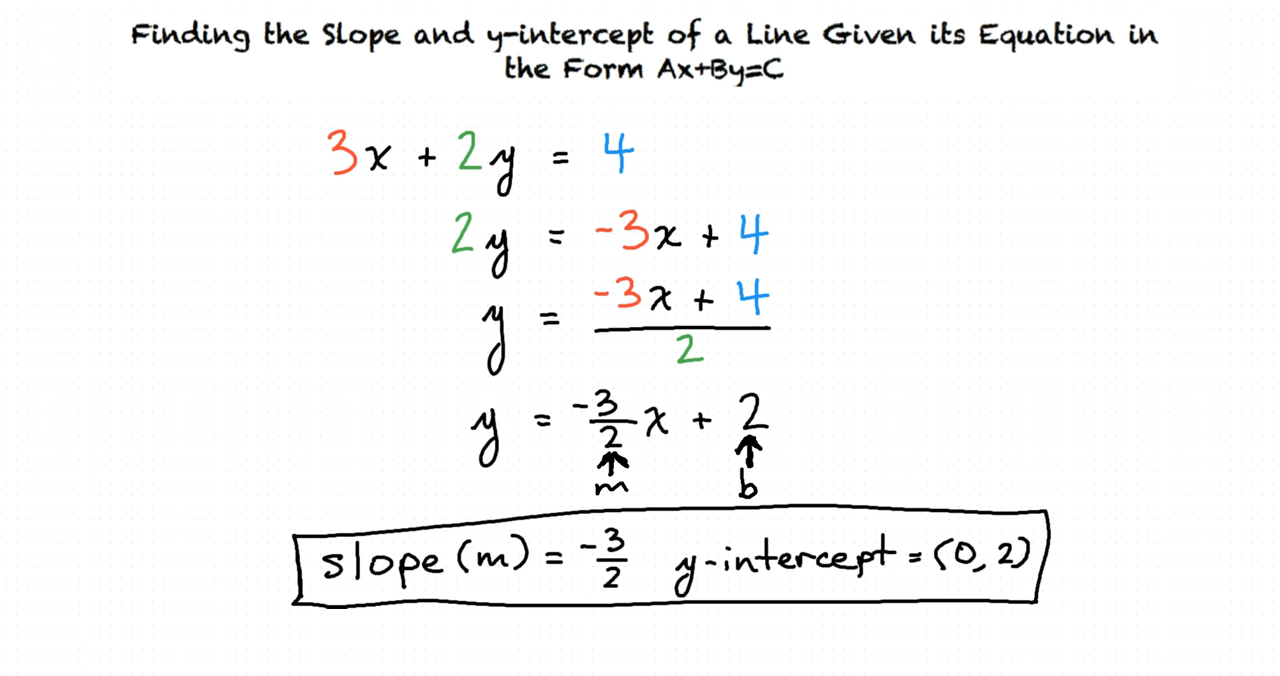 Finding the Slope and y-intercept of a Line Given its Equation in
the Form Ax+By=C
3x + 2y = 4
2y = -3x + 4
y = -3x + 4
2
y = -3/2 x + 2
m b
slope (m) = -3/2 y-intercept = (0, 2)